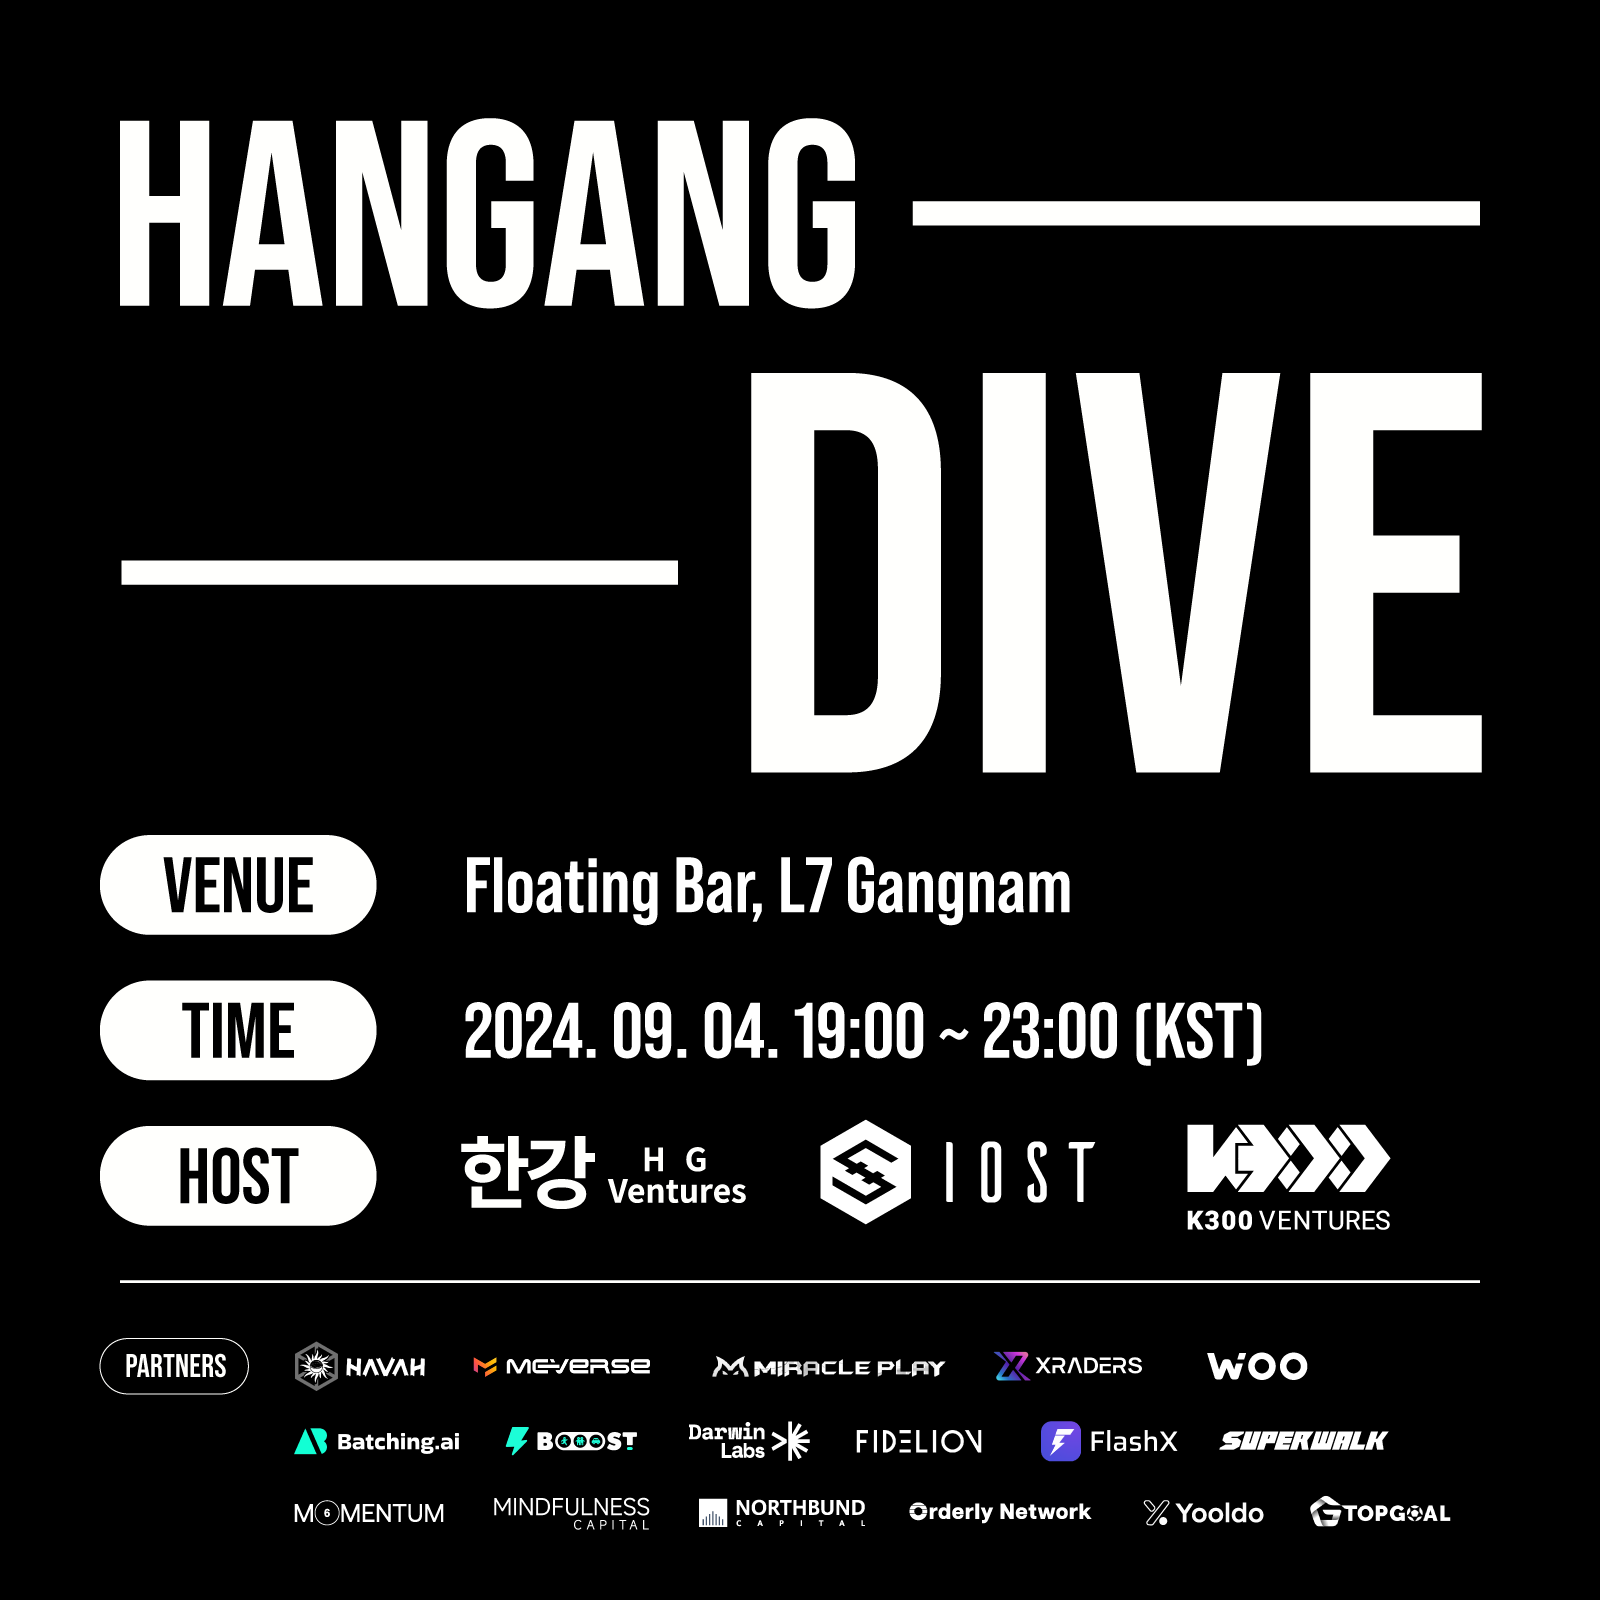 HANGANG
DIVE
VENUE Floating Bar, L7 Gangnam
TIME 2024. 09. 04. 19:00 ~ 23:00 (KST)
HOST 한강 H G Ventures IOST K300 VENTURES
PARTNERS HAVAH MEVERSE MIRACLE PLAY XRADERS WOO
Batching.ai BOOOST Darwin Labs FIDELION FlashX SUPERWALK
MOMENTUM 6 MINDFULNESS CAPITAL NORTHBUND CAPITAL Orderly Network Yooldo TOPGOAL